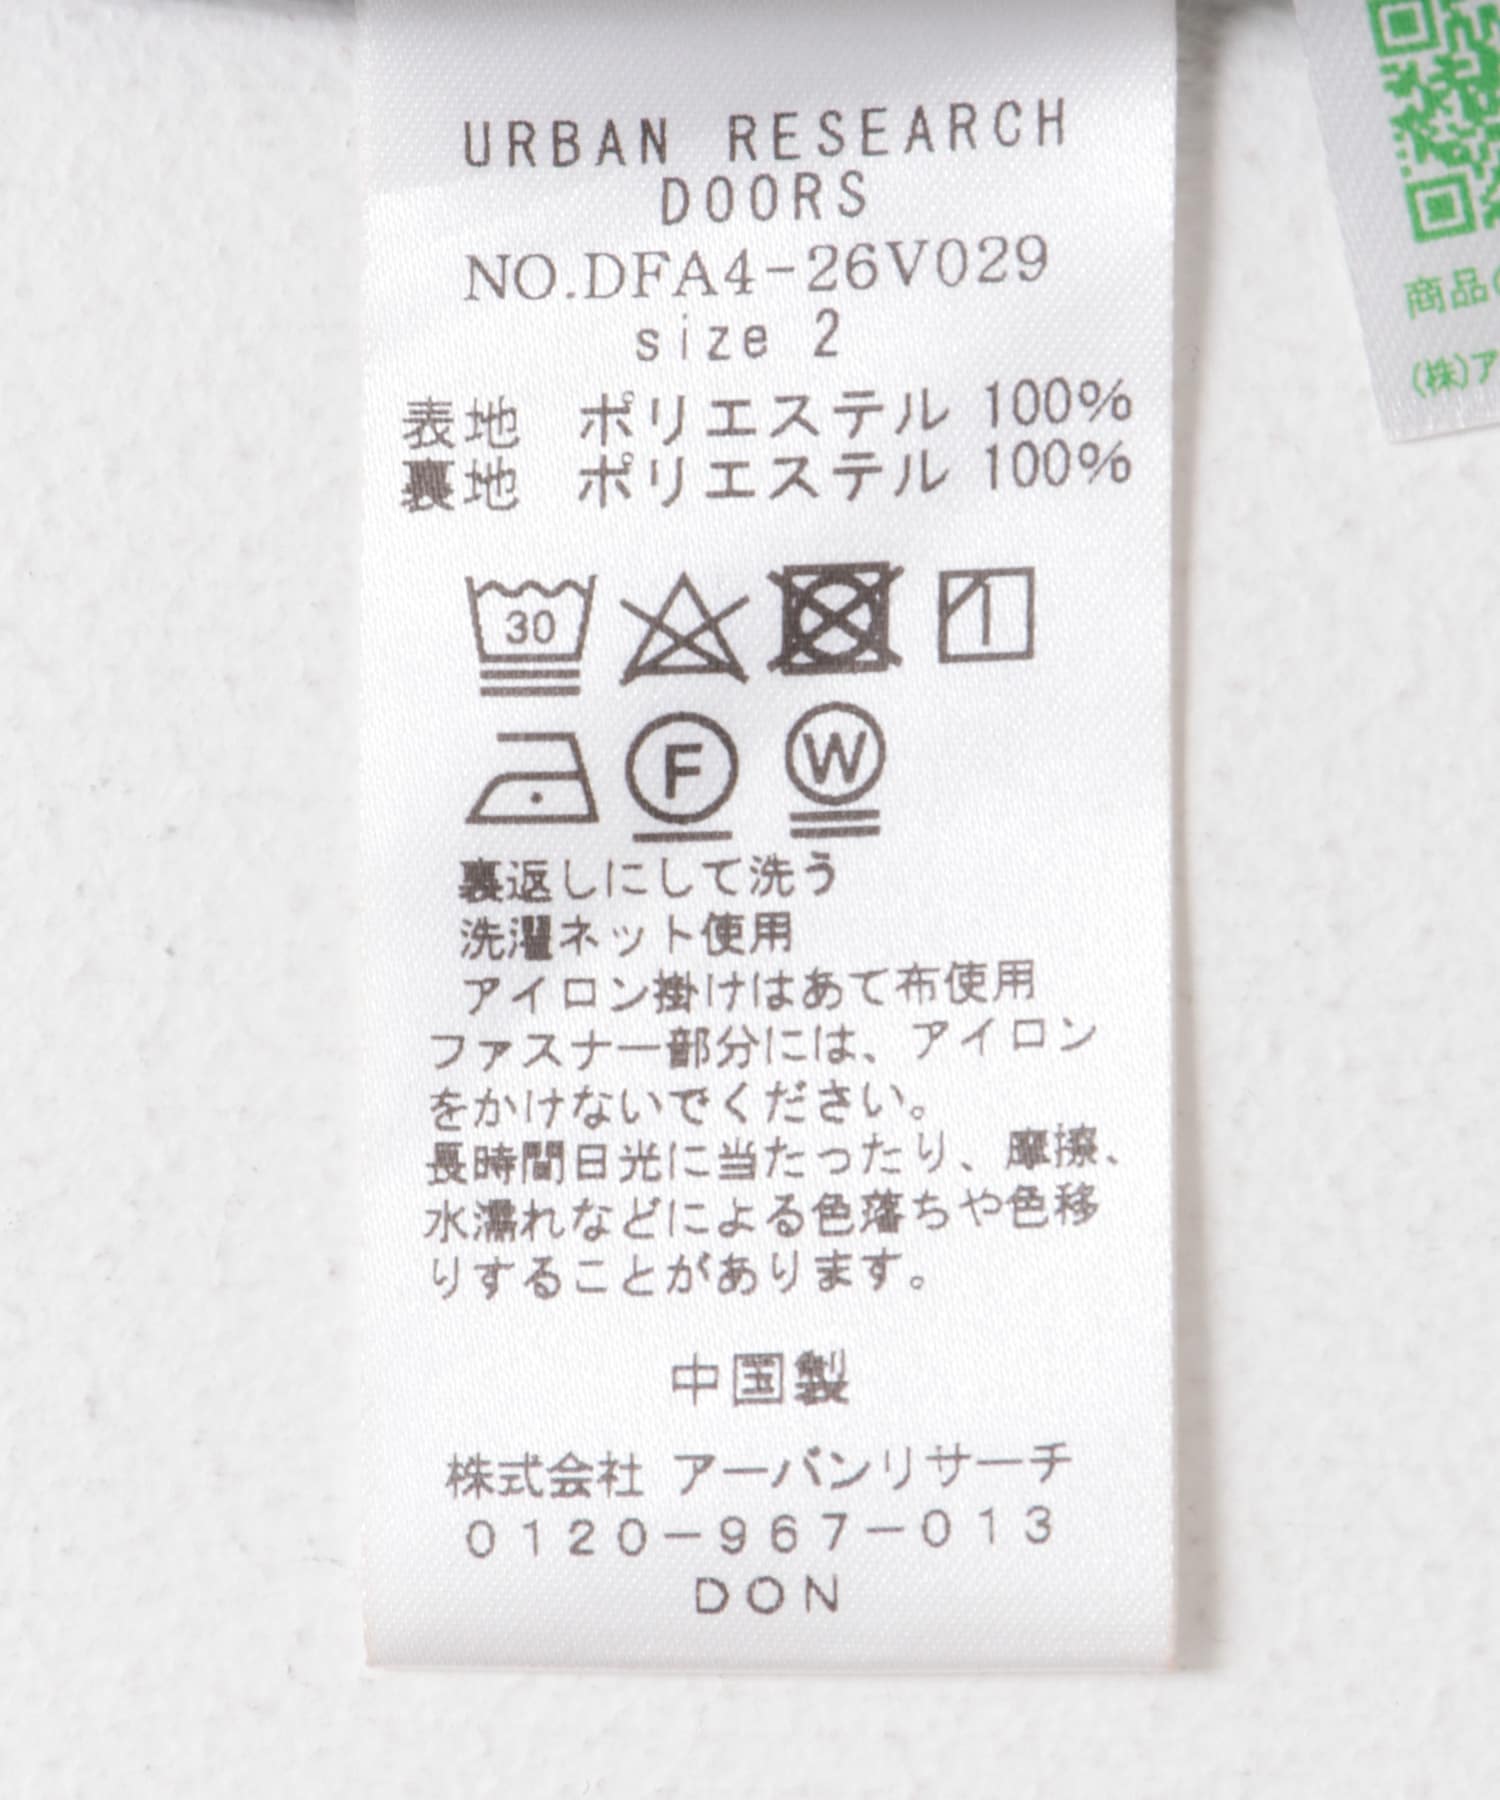 URBAN RESEARCH
DOORS
NO.DFA4-26V029
size 2
表地 ポリエステル 100%
裏地 ポリエステル 100%
30
F
W
裏返しにして洗う
洗濯ネット使用
アイロン掛けはあて布使用
ファスナー部分には、アイロン
をかけないでください。
長時間日光に当たったり、摩擦、
水濡れなどによる色落ちや色移
りすることがあります。
中国製
株式会社 アーバンリサーチ
0120-967-013
DON
商品
(株)ア